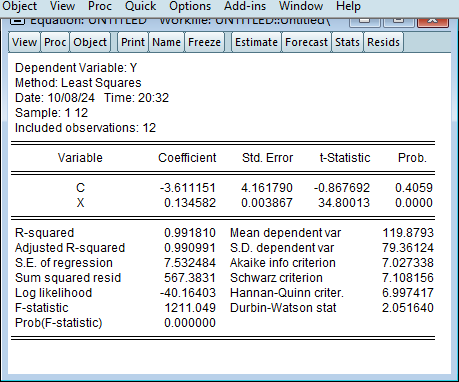 Object View Proc Quick Options Add-ins Window Help
Equation: UNTITLED Workfile: UNTITLED::Untitled\
View Proc Object Print Name Freeze Estimate Forecast Stats Resids
Dependent Variable: Y
Method: Least Squares
Date: 10/08/24 Time: 20:32
Sample: 1 12
Included observations: 12
Variable Coefficient Std. Error t-Statistic Prob.
C -3.611151 4.161790 -0.867692 0.4059
X 0.134582 0.003867 34.80013 0.0000
R-squared 0.991810 Mean dependent var 119.8793
Adjusted R-squared 0.990991 S.D. dependent var 79.36124
S.E. of regression 7.532484 Akaike info criterion 7.027338
Sum squared resid 567.3831 Schwarz criterion 7.108156
Log likelihood -40.16403 Hannan-Quinn criter. 6.997417
F-statistic 1211.049 Durbin-Watson stat 2.051640
Prob(F-statistic) 0.000000